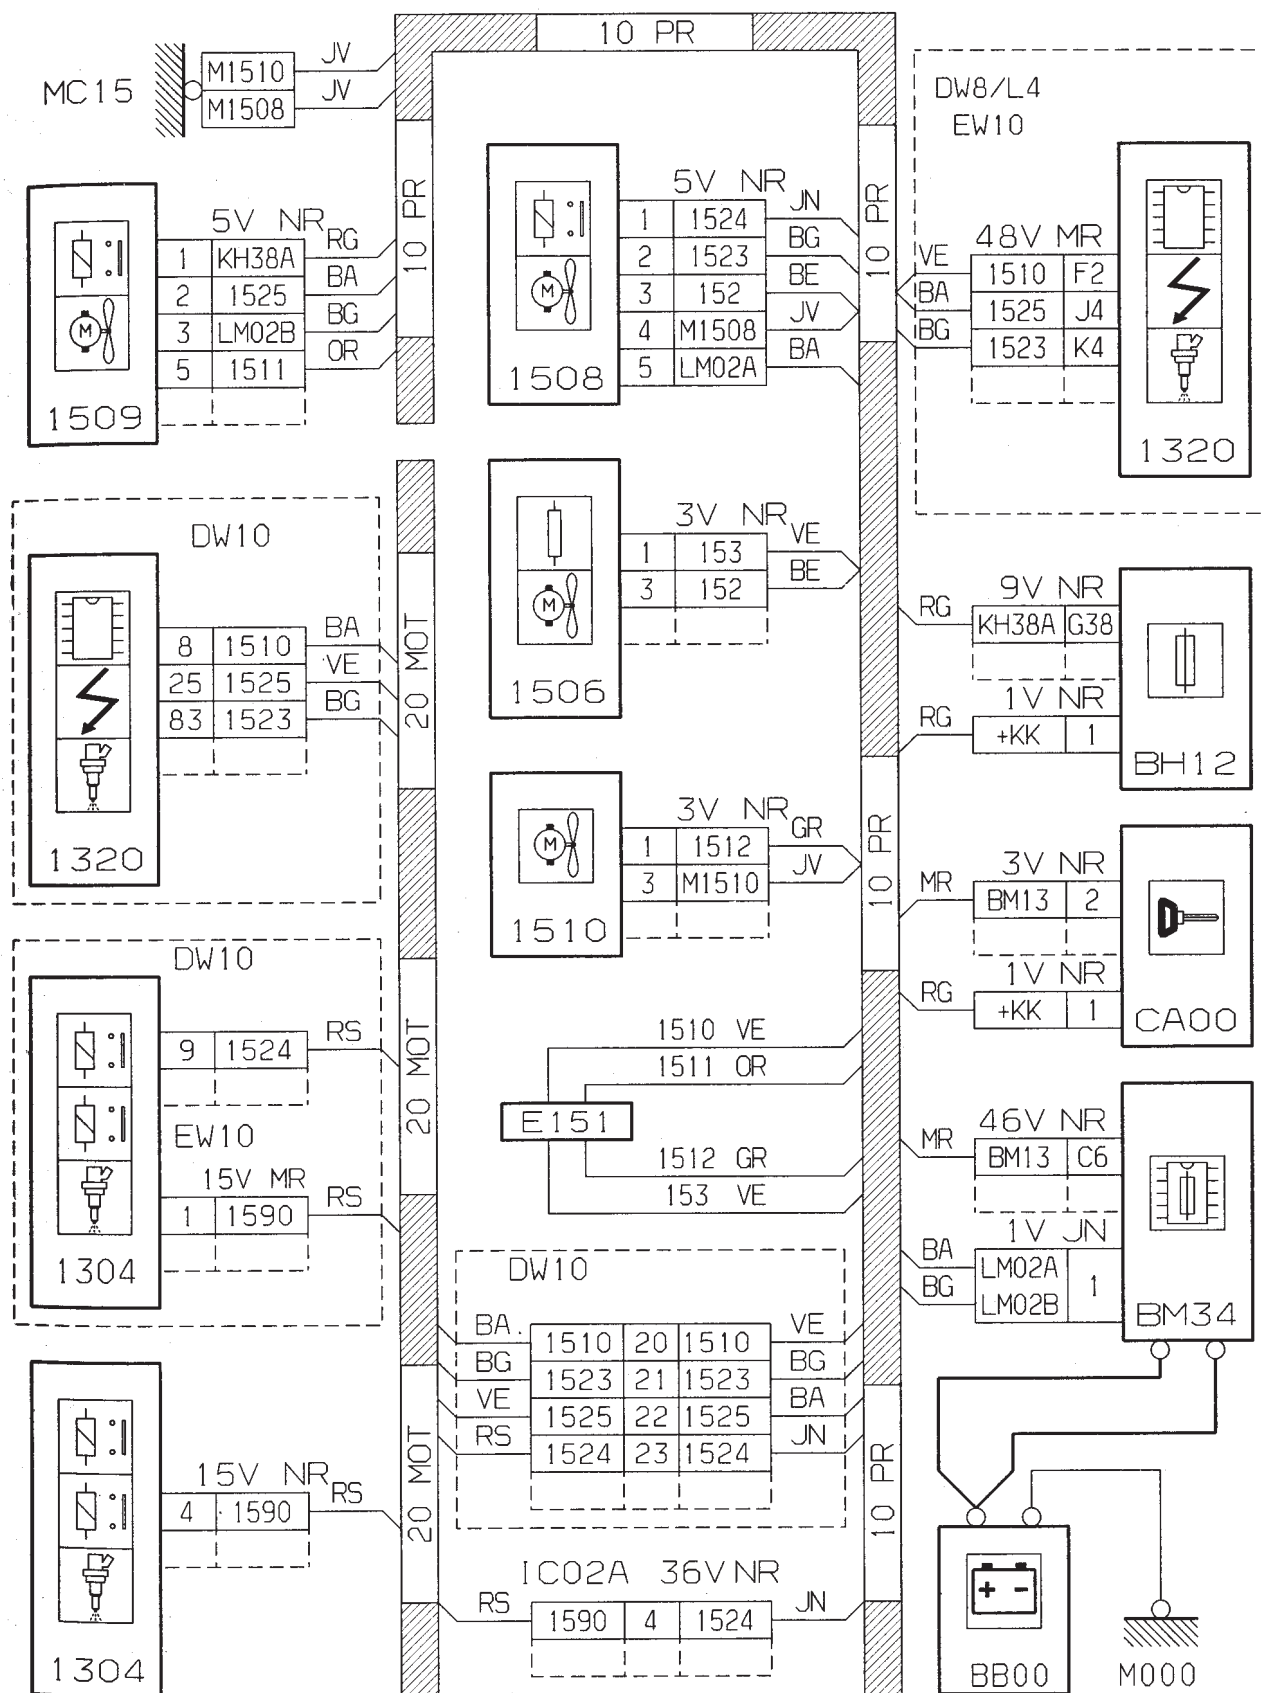 10 PR
MC15
M1510 JV
M1508 JV
10 PR
5V NR
1 KH38A RG
2 1525 BA
3 LM02B BG
5 1511 OR
M
1509
5V NR
1 1524 JN
2 1523 BG
3 152 BE
4 M1508 JV
5 LM02A BA
M
1508
10 PR
DW8/L4
EW10
48V MR
VE 1510 F2
BA 1525 J4
BG 1523 K4
1320
DW10
8 1510 BA
25 1525 VE
83 1523 BG
1320
20 MOT
3V NR
1 153 VE
3 152 BE
M
1506
9V NR
RG KH38A G38
1V NR
RG +KK 1
BH12
3V NR
1 1512 GR
3 M1510 JV
M
1510
10 PR
3V NR
MR BM13 2
1V NR
RG +KK 1
CA00
DW10
9 1524 RS
EW10
15V MR
1 1590 RS
1304
20 MOT
1510 VE
1511 OR
E151
1512 GR
153 VE
46V NR
MR BM13 C6
1V JN
BA LM02A
1
BG LM02B
BM34
15V NR
4 1590 RS
1304
20 MOT
DW10
BA 1510 20 1510 VE
BG 1523 21 1523 BG
VE 1525 22 1525 BA
RS 1524 23 1524 JN
IC02A 36V NR
RS 1590 4 1524 JN
10 PR
+ -
BB00
M000